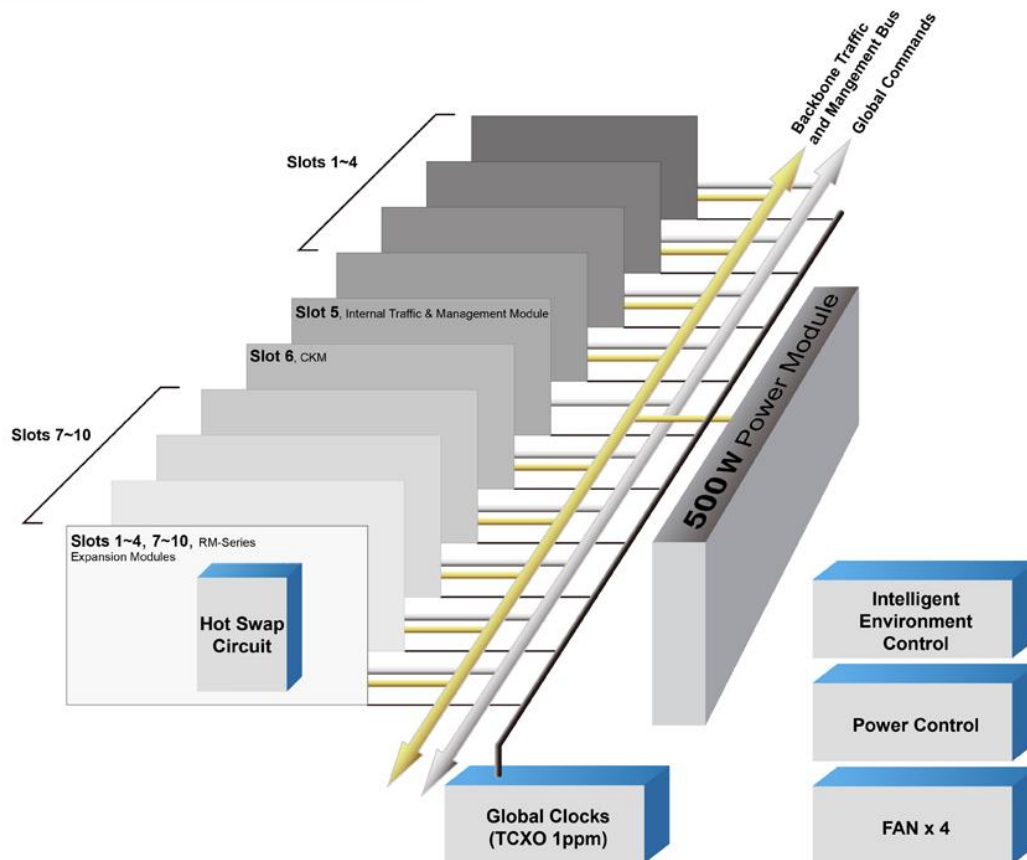 Backbone Traffic
and Mangement Bus
Global Commands
Slots 1~4
Slot 5, Internal Traffic & Management Module
Slot 6, CKM
Slots 7~10
500W Power Module
Slots 1~4, 7~10, RM-Series
Expansion Modules
Hot Swap
Circuit
Intelligent
Environment
Control
Power Control
Global Clocks
(TCXO 1ppm)
FAN x 4